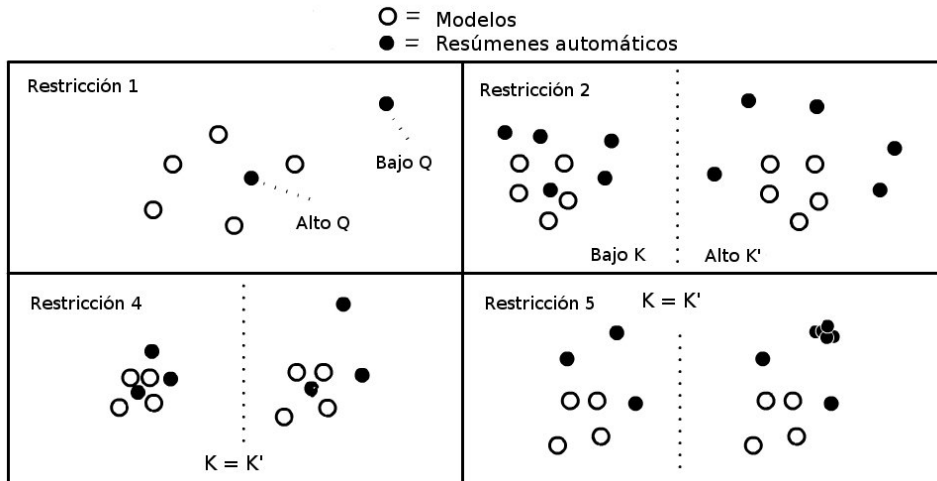 = Modelos
= Resúmenes automáticos
Restricción 1
Bajo Q
Alto Q
Restricción 2
Bajo K
Alto K'
Restricción 4
K = K'
Restricción 5
K = K'